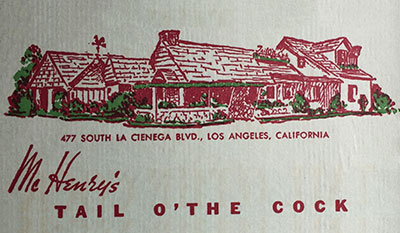 477 SOUTH LA CIENEGA BLVD., LOS ANGELES, CALIFORNIA
McHenry's
TAIL O'THE COCK